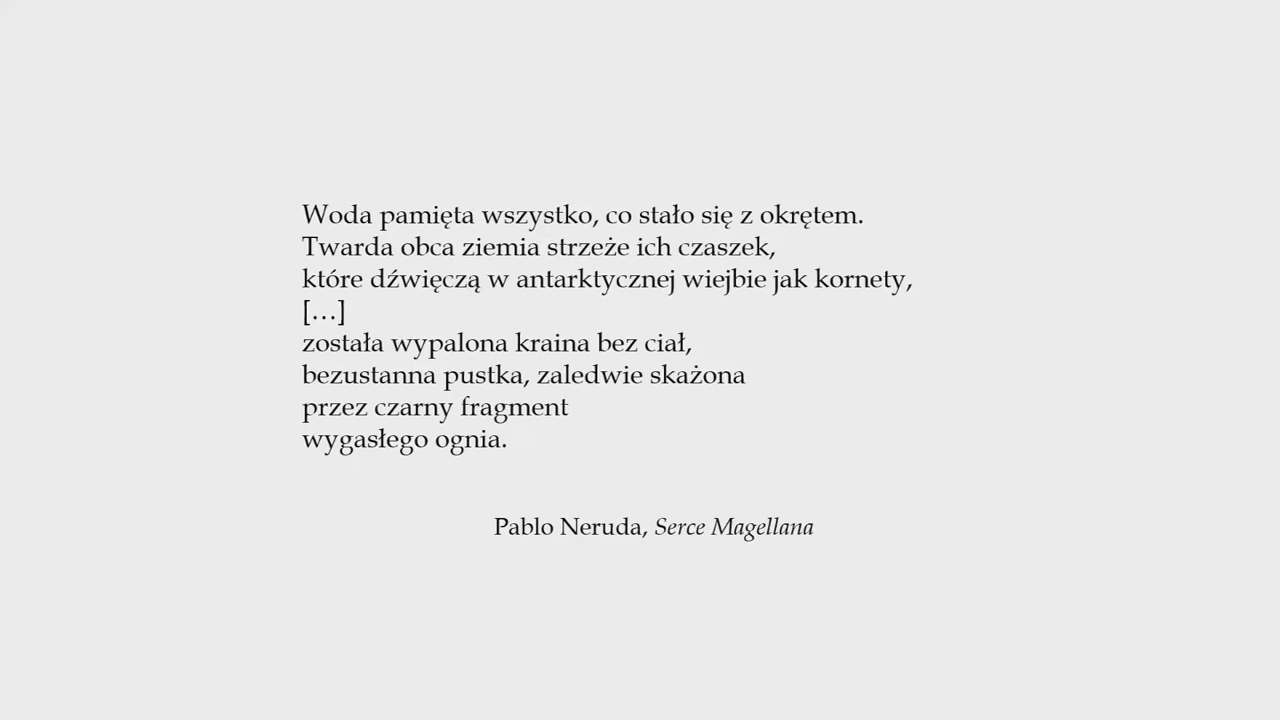 Woda pamięta wszystko, co stało się z okrętem.
Twarda obca ziemia strzeże ich czaszek,
które dźwięczą w antarktycznej wiejbie jak kornety,
[…]
została wypalona kraina bez ciał,
bezustanna pustka, zaledwie skażona
przez czarny fragment
wygasłego ognia.
Pablo Neruda, Serce Magellana